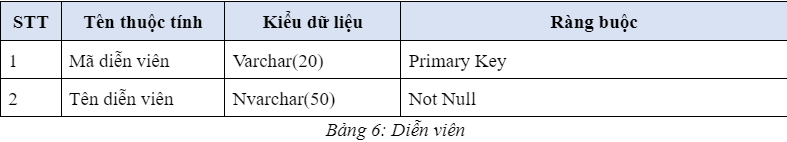 STT Tên thuộc tính Kiểu dữ liệu Ràng buộc
1 Mã diễn viên Varchar(20) Primary Key
2 Tên diễn viên Nvarchar(50) Not Null
Bảng 6: Diễn viên